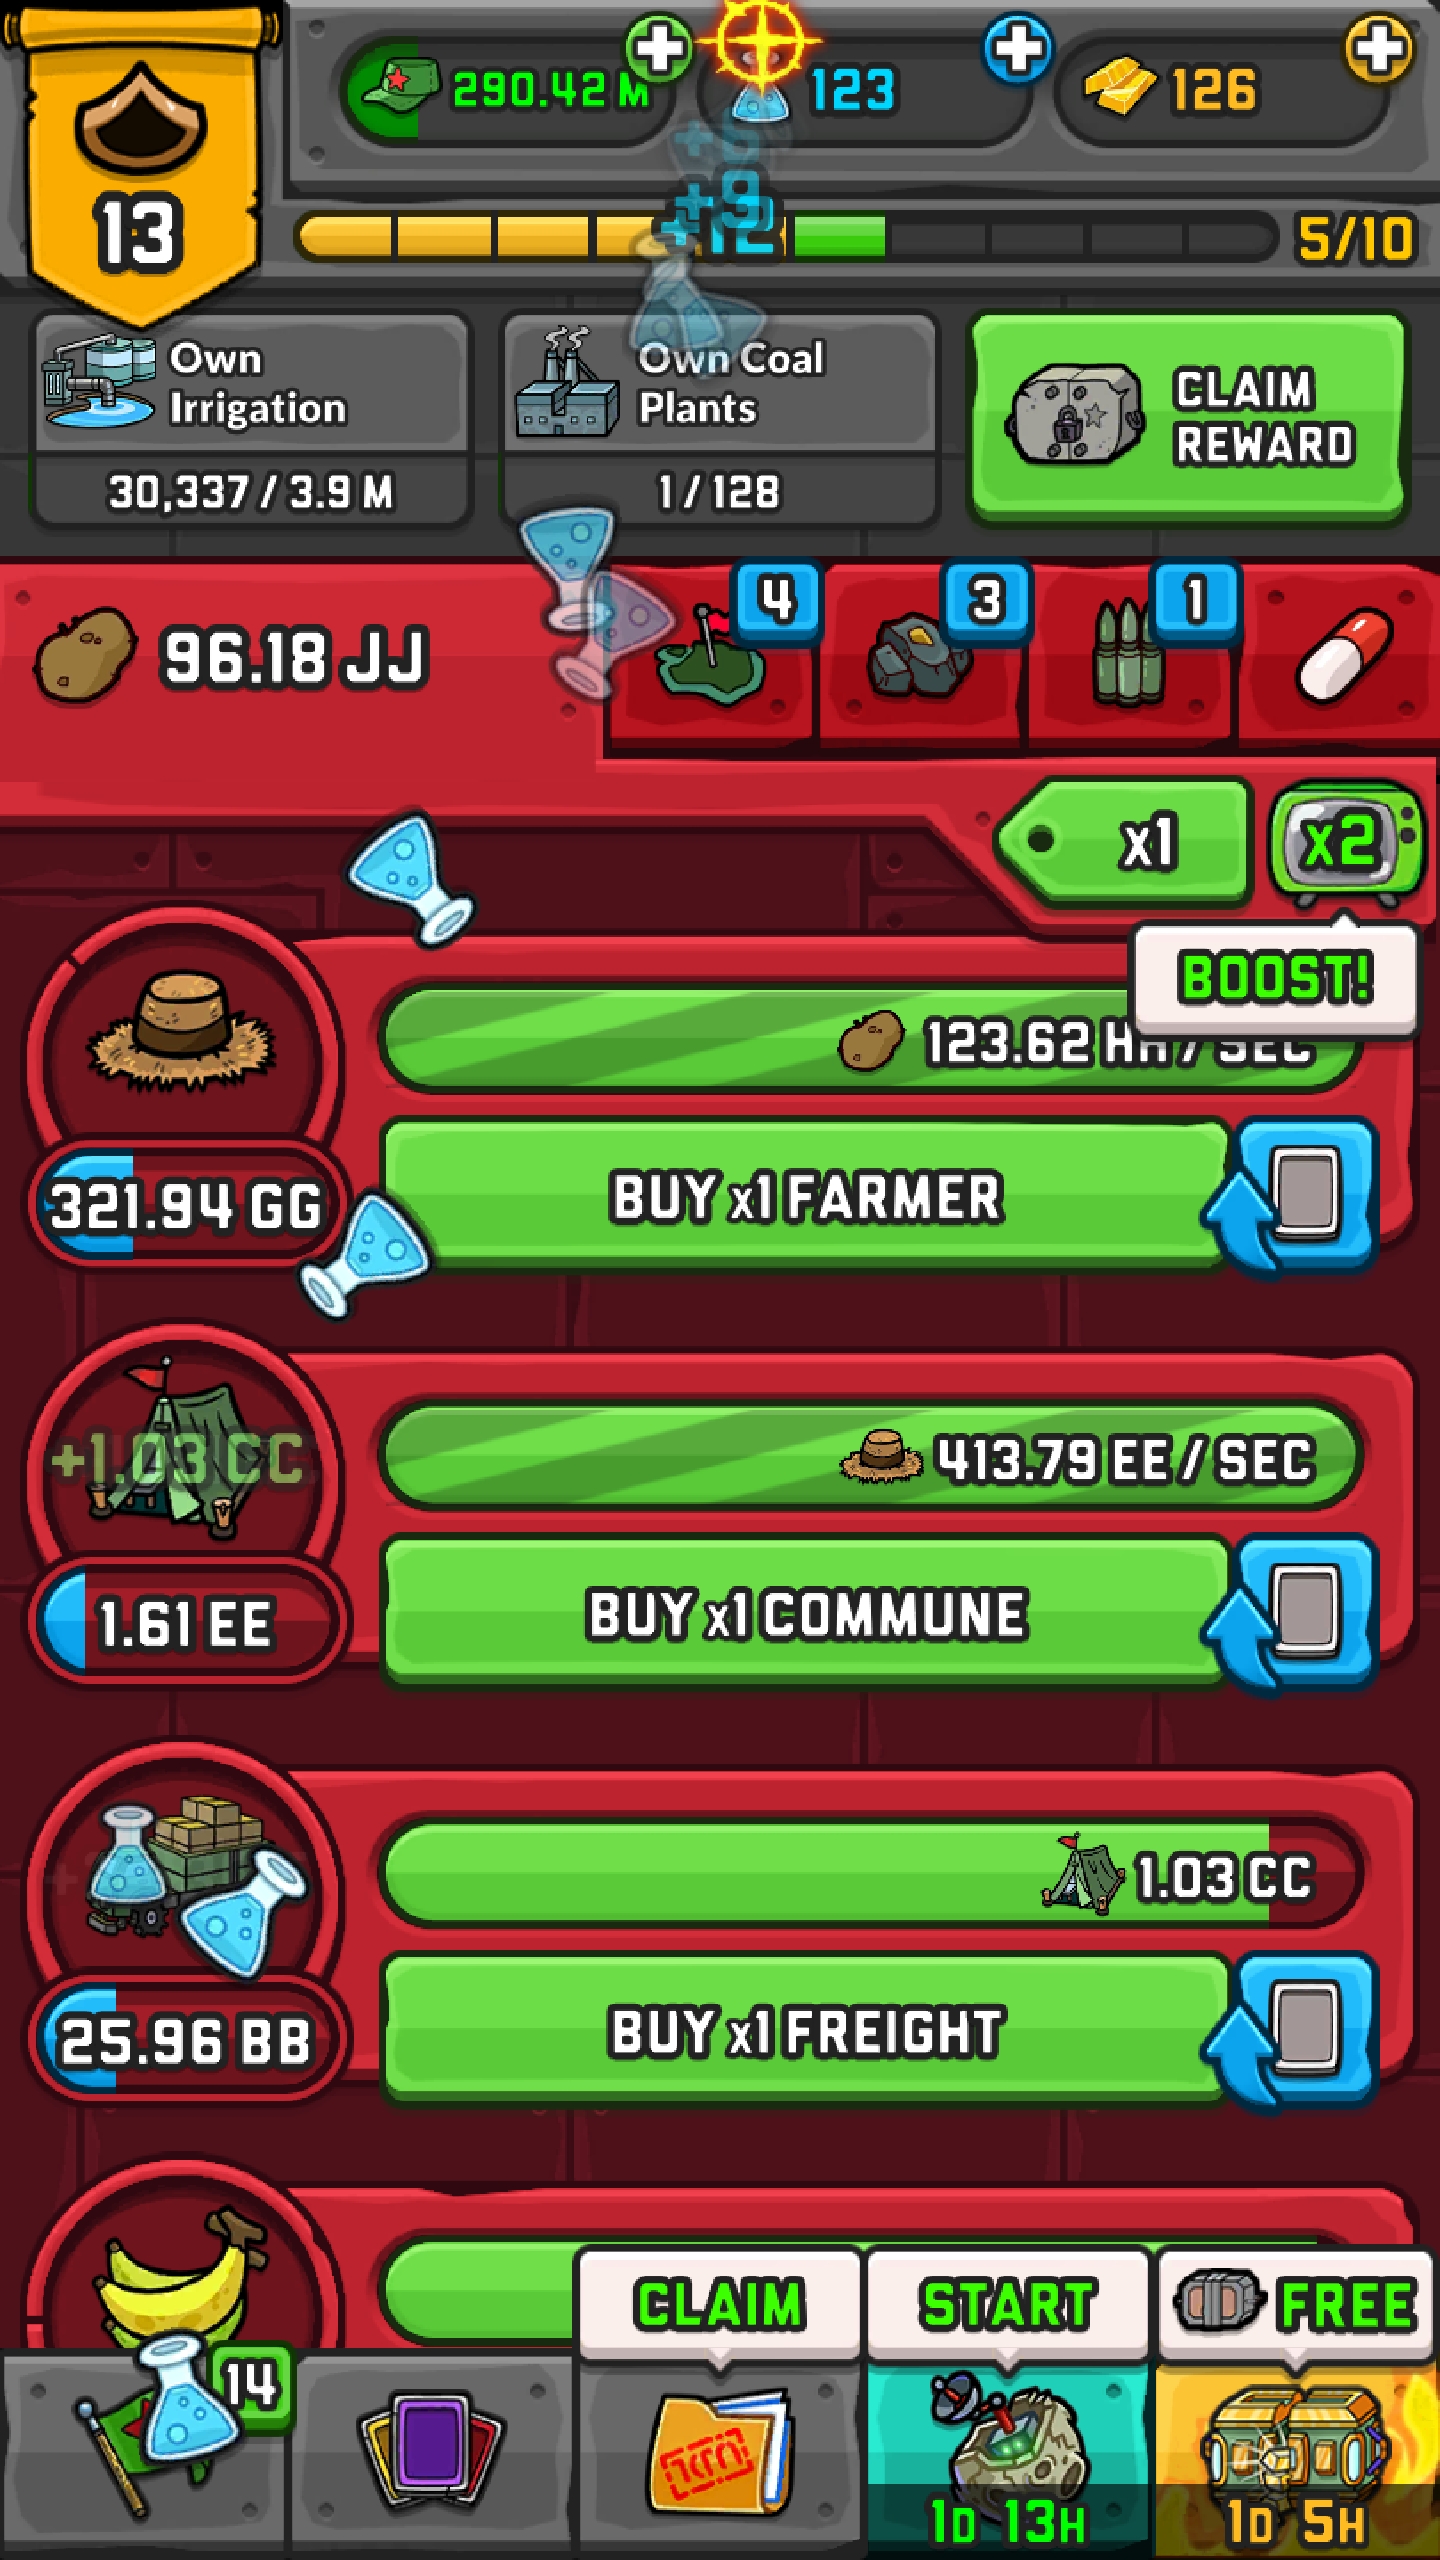 13
290.42 M
123
126
+6
+9
+12
5/10
Own
Irrigation
30,337 / 3.9 M
Own Coal
Plants
1 / 128
CLAIM
REWARD
96.18 JJ
4
3
1
x1
x2
BOOST!
123.62 HH / SEC
321.94 GG
BUY x1 FARMER
+1.03 CC
413.79 EE / SEC
1.61 EE
BUY x1 COMMUNE
1.03 CC
25.96 BB
BUY x1 FREIGHT
CLAIM
START
FREE
14
1D 13H
1D 5H